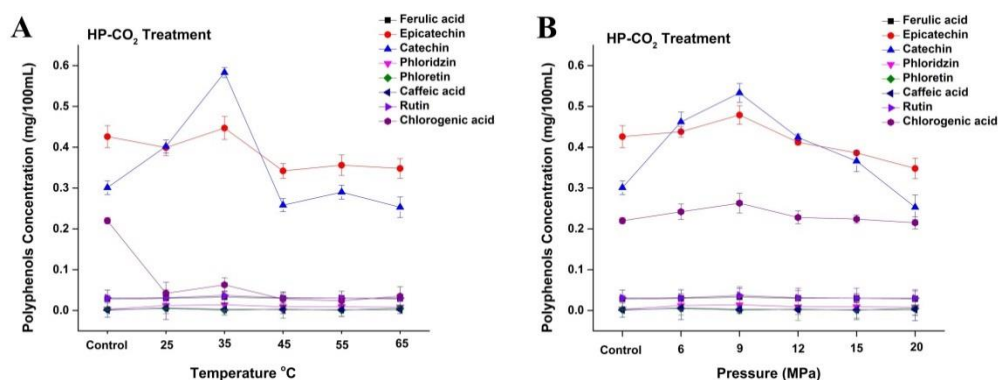 A
HP-CO₂ Treatment
Ferulic acid
Epicatechin
Catechin
Phloridzin
Phloretin
Caffeic acid
Rutin
Chlorogenic acid
Polyphenols Concentration (mg/100mL)
0.6
0.5
0.4
0.3
0.2
0.1
0.0
Control 25 35 45 55 65
Temperature °C
B
HP-CO₂ Treatment
Ferulic acid
Epicatechin
Catechin
Phloridzin
Phloretin
Caffeic acid
Rutin
Chlorogenic acid
Polyphenols Concentration (mg/100mL)
0.6
0.5
0.4
0.3
0.2
0.1
0.0
Control 6 9 12 15 20
Pressure (MPa)